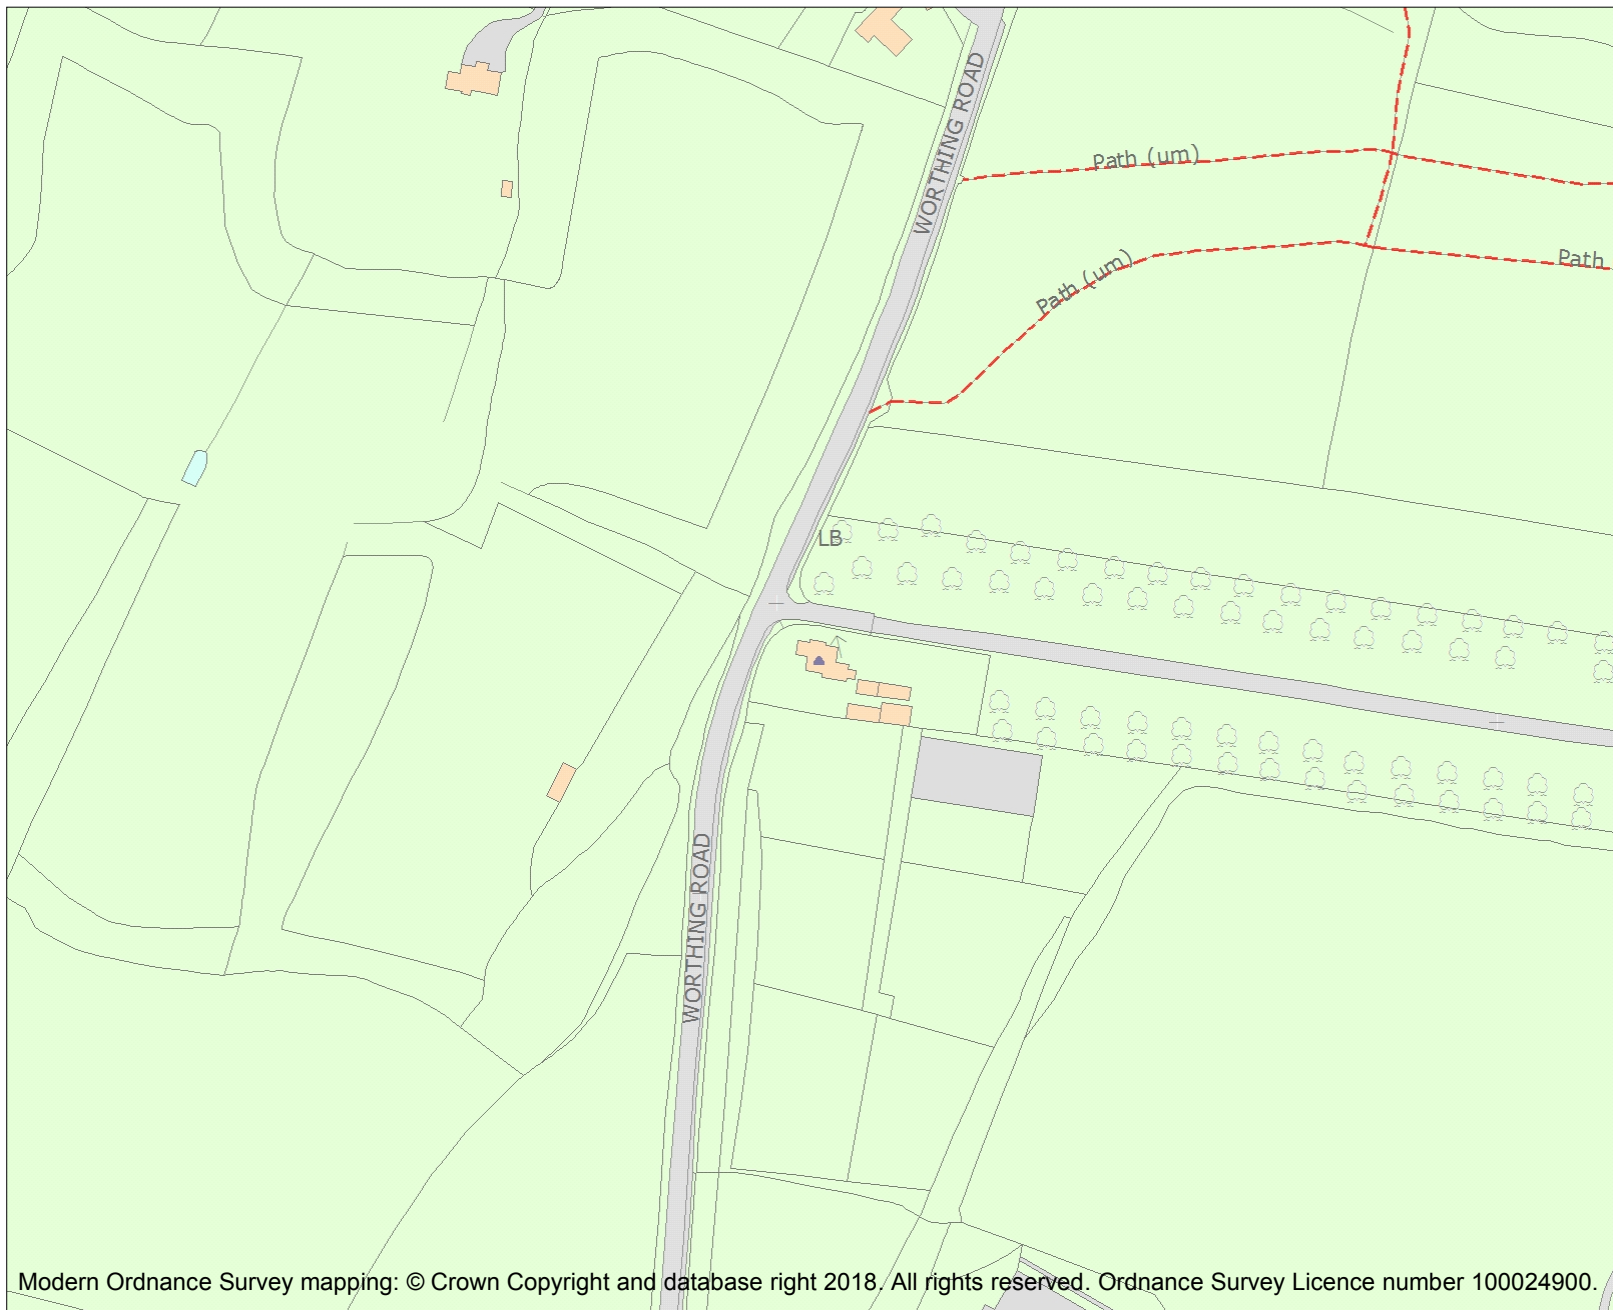 WORTHING ROAD
Path (um)
Path (um)
Path
LB
WORTHING ROAD
Modern Ordnance Survey mapping: © Crown Copyright and database right 2018. All rights reserved. Ordnance Survey Licence number 100024900.